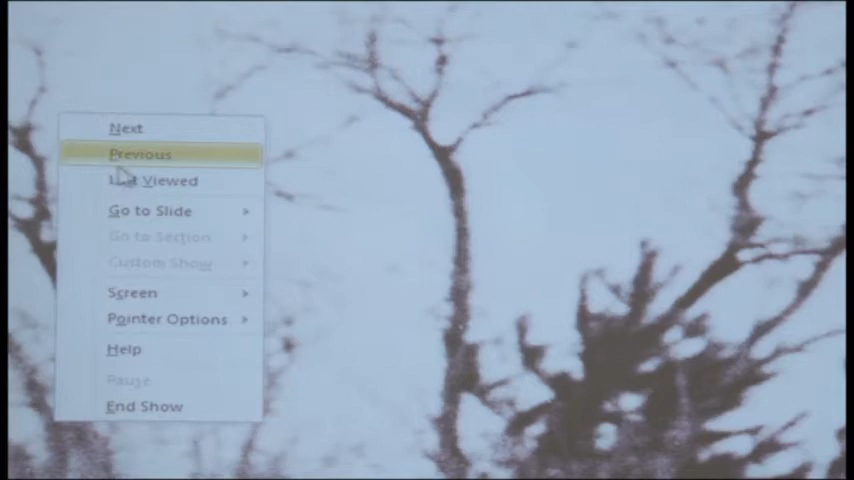 Next
Previous
Last Viewed
Go to Slide
Go to Section
Custom Show
Screen
Pointer Options
Help
Pause
End Show